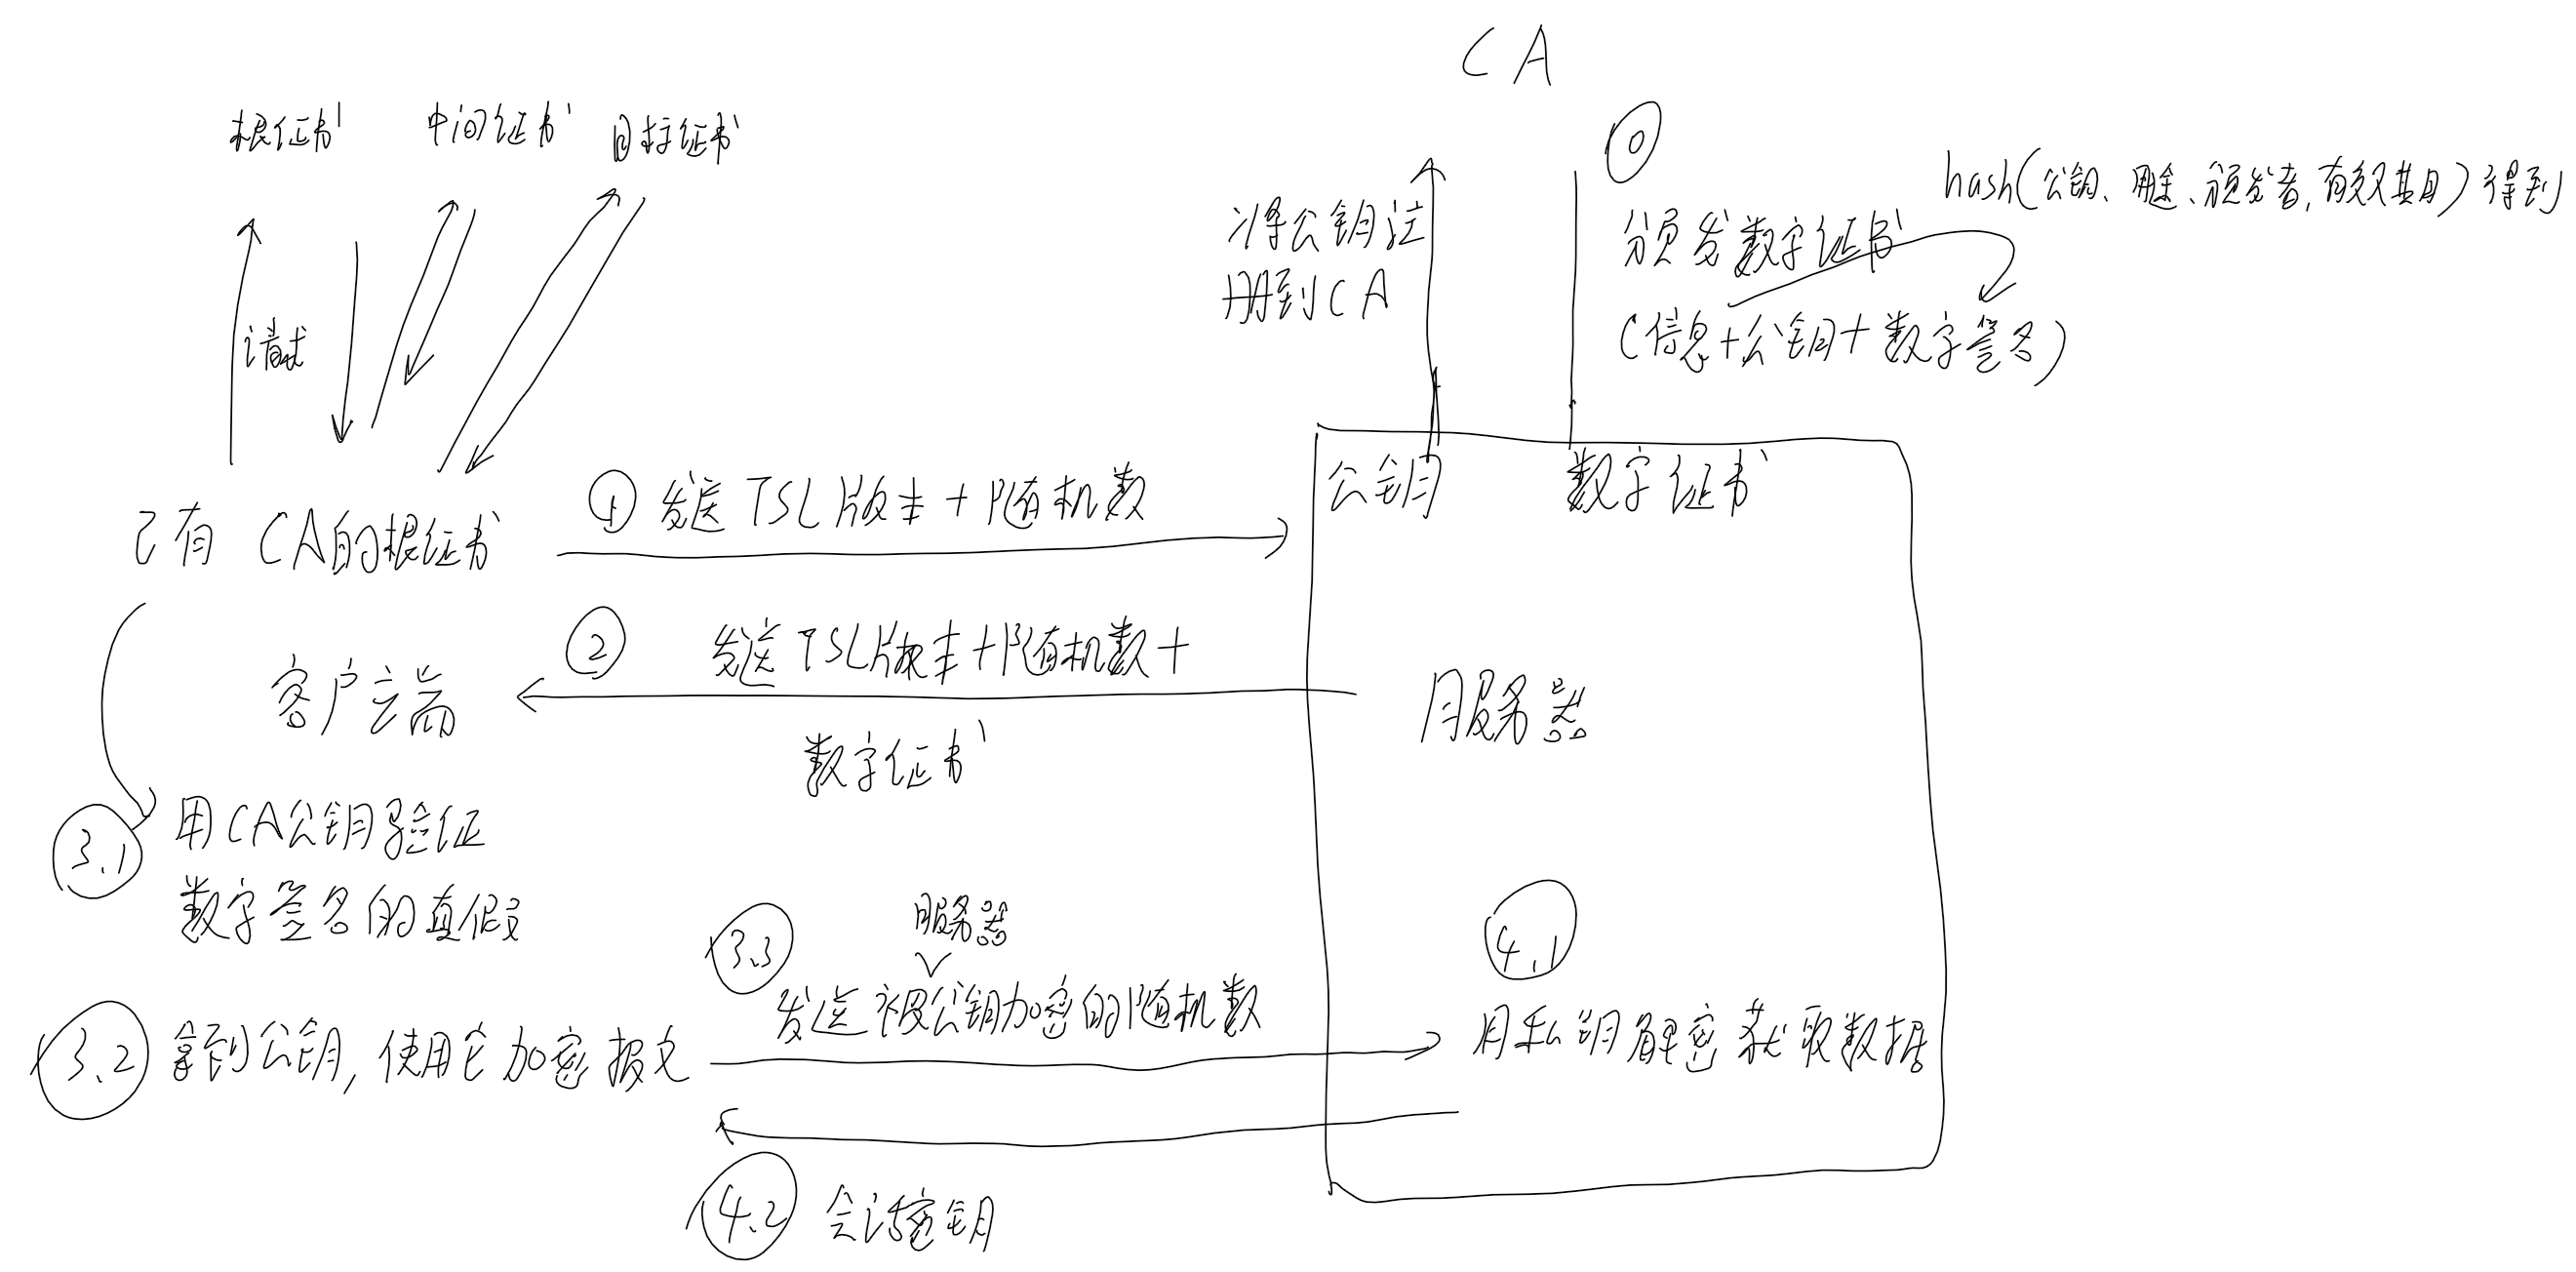 CA
根证书
中间证书
目标证书
0
hash(公钥、用途、颁发者,有效其月)得到
将公钥注
册到CA
颁发数字证书
(信息+公钥+数字签名)
请求
公钥
数字证书
已有 CA的根证书
1 发送 TSL版本+随机数
2 发送 TSL版本+随机数+
数字证书
客户端
服务器
3.1 用CA公钥验证
数字签名的真假
3.2 拿到公钥,使用它加密报文
3.3
服务器
发送被公钥加密的随机数
4.1
用私钥解密获取数据
4.2 会话密钥